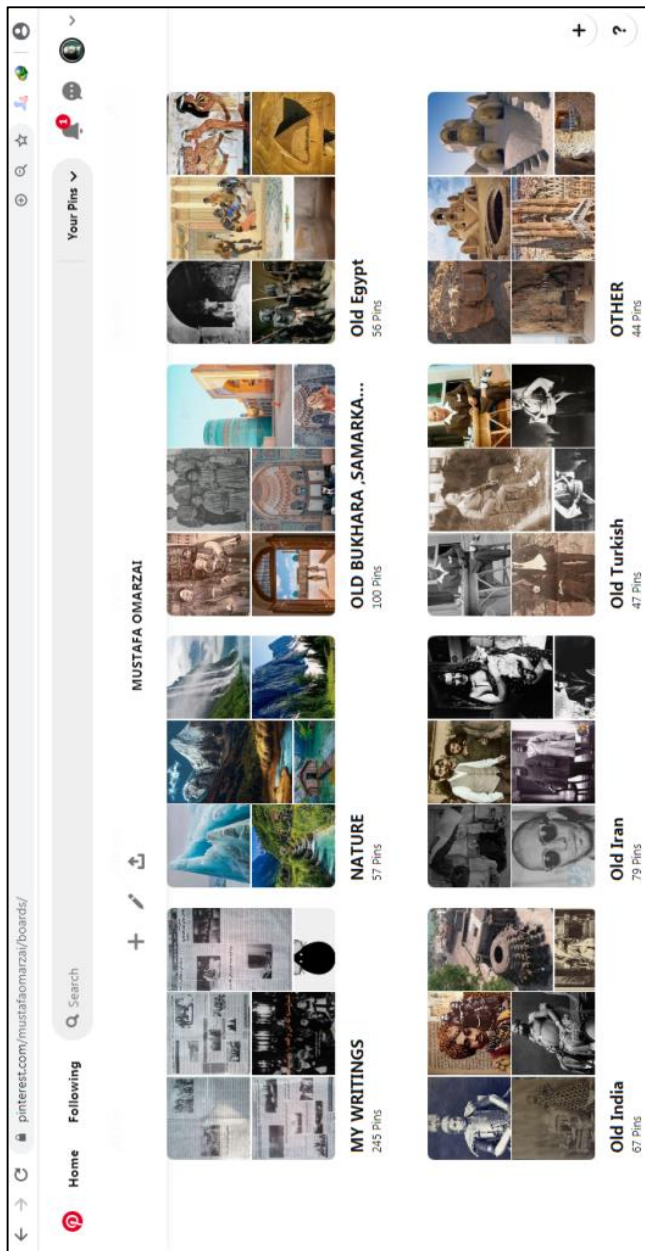 pinterest.com/mustafaomarzai/boards/
Home Following Search Your Pins 1
MUSTAFA OMARZAI
MY WRITINGS
245 Pins
NATURE
57 Pins
OLD BUKHARA ,SAMARKA...
100 Pins
Old Egypt
56 Pins
Old India
67 Pins
Old Iran
79 Pins
Old Turkish
47 Pins
OTHER
44 Pins
+
?